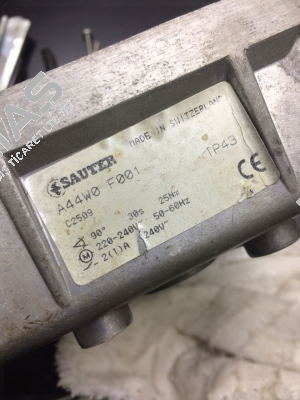 SAUTER
MADE IN SWITZERLAND
A44W0 F001
IP43
C2509
90° 30s 25Nm
220-240V~ 50-60Hz
2(1)A 240V~
CE